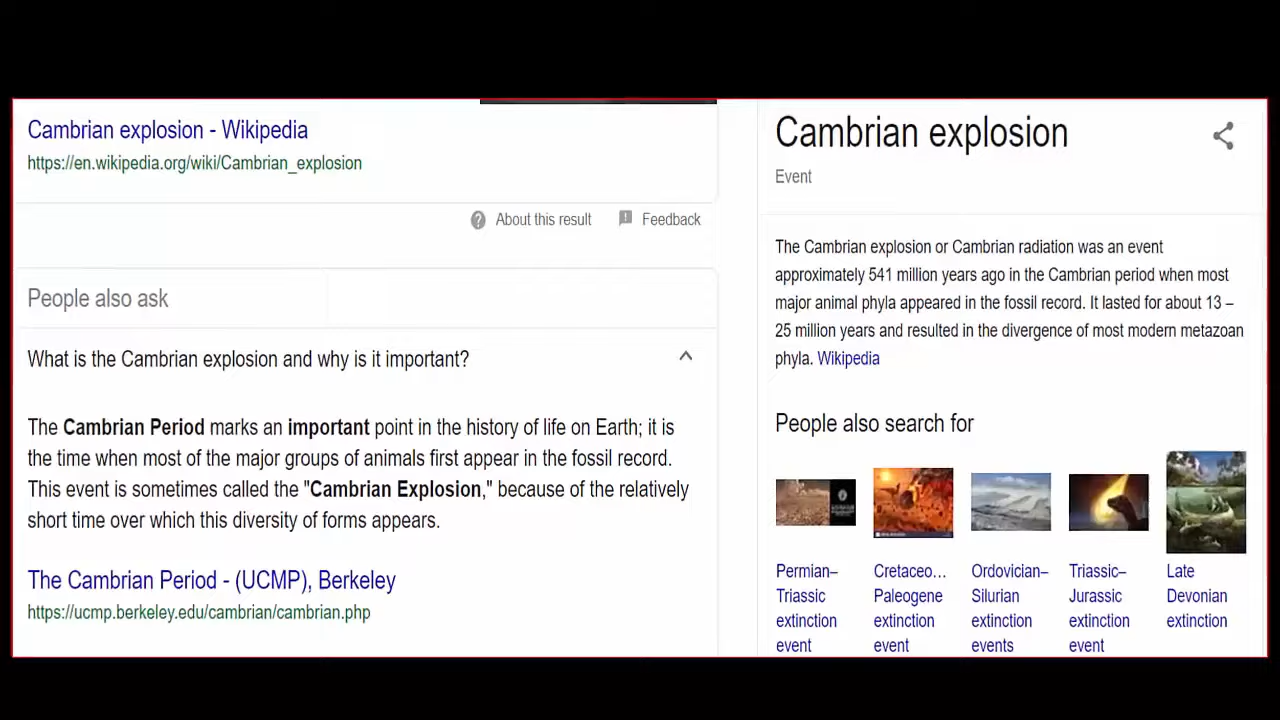 Cambrian explosion - Wikipedia
https://en.wikipedia.org/wiki/Cambrian_explosion
About this result
Feedback
People also ask
What is the Cambrian explosion and why is it important?
The Cambrian Period marks an important point in the history of life on Earth; it is
the time when most of the major groups of animals first appear in the fossil record.
This event is sometimes called the "Cambrian Explosion," because of the relatively
short time over which this diversity of forms appears.
The Cambrian Period - (UCMP), Berkeley
https://ucmp.berkeley.edu/cambrian/cambrian.php
Cambrian explosion
Event
The Cambrian explosion or Cambrian radiation was an event
approximately 541 million years ago in the Cambrian period when most
major animal phyla appeared in the fossil record. It lasted for about 13 –
25 million years and resulted in the divergence of most modern metazoan
phyla. Wikipedia
People also search for
Permian–
Triassic
extinction
event
Cretaceo...
Paleogene
extinction
event
Ordovician–
Silurian
extinction
events
Triassic–
Jurassic
extinction
event
Late
Devonian
extinction